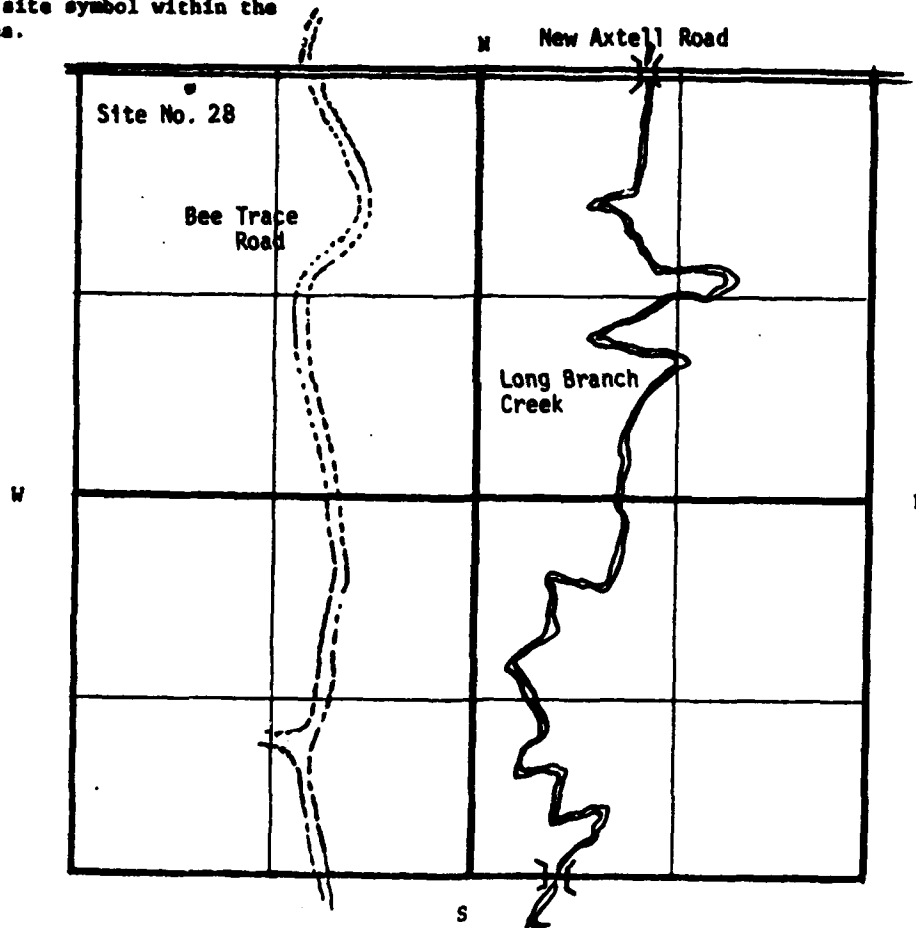 site symbol within the
N
New Axtell Road
Site No. 28
Bee Trace
Road
Long Branch
Creek
W
S